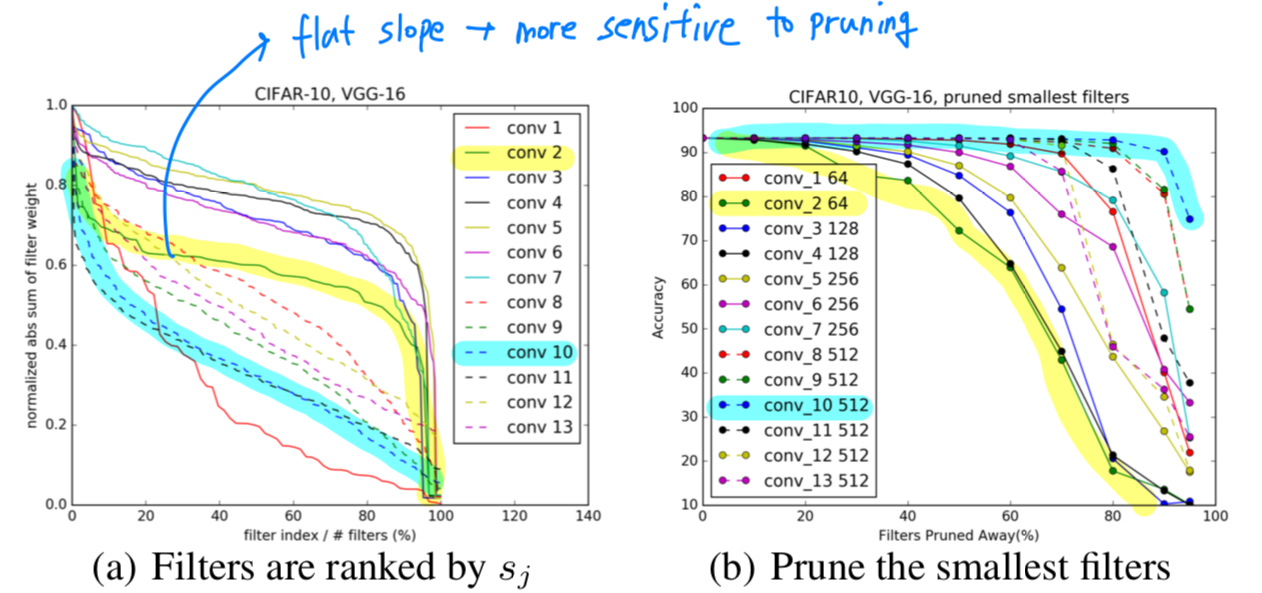 flat slope → more sensitive to pruning
CIFAR-10, VGG-16
normalized abs sum of filter weight
1.0
0.8
0.6
0.4
0.2
0.0
0 20 40 60 80 100 120 140
filter index / # filters (%)
conv 1
conv 2
conv 3
conv 4
conv 5
conv 6
conv 7
conv 8
conv 9
conv 10
conv 11
conv 12
conv 13
(a) Filters are ranked by sj
CIFAR10, VGG-16, pruned smallest filters
Accuracy
100
90
80
70
60
50
40
30
20
10
0 20 40 60 80 100
Filters Pruned Away(%)
conv_1 64
conv_2 64
conv_3 128
conv_4 128
conv_5 256
conv_6 256
conv_7 256
conv_8 512
conv_9 512
conv_10 512
conv_11 512
conv_12 512
conv_13 512
(b) Prune the smallest filters